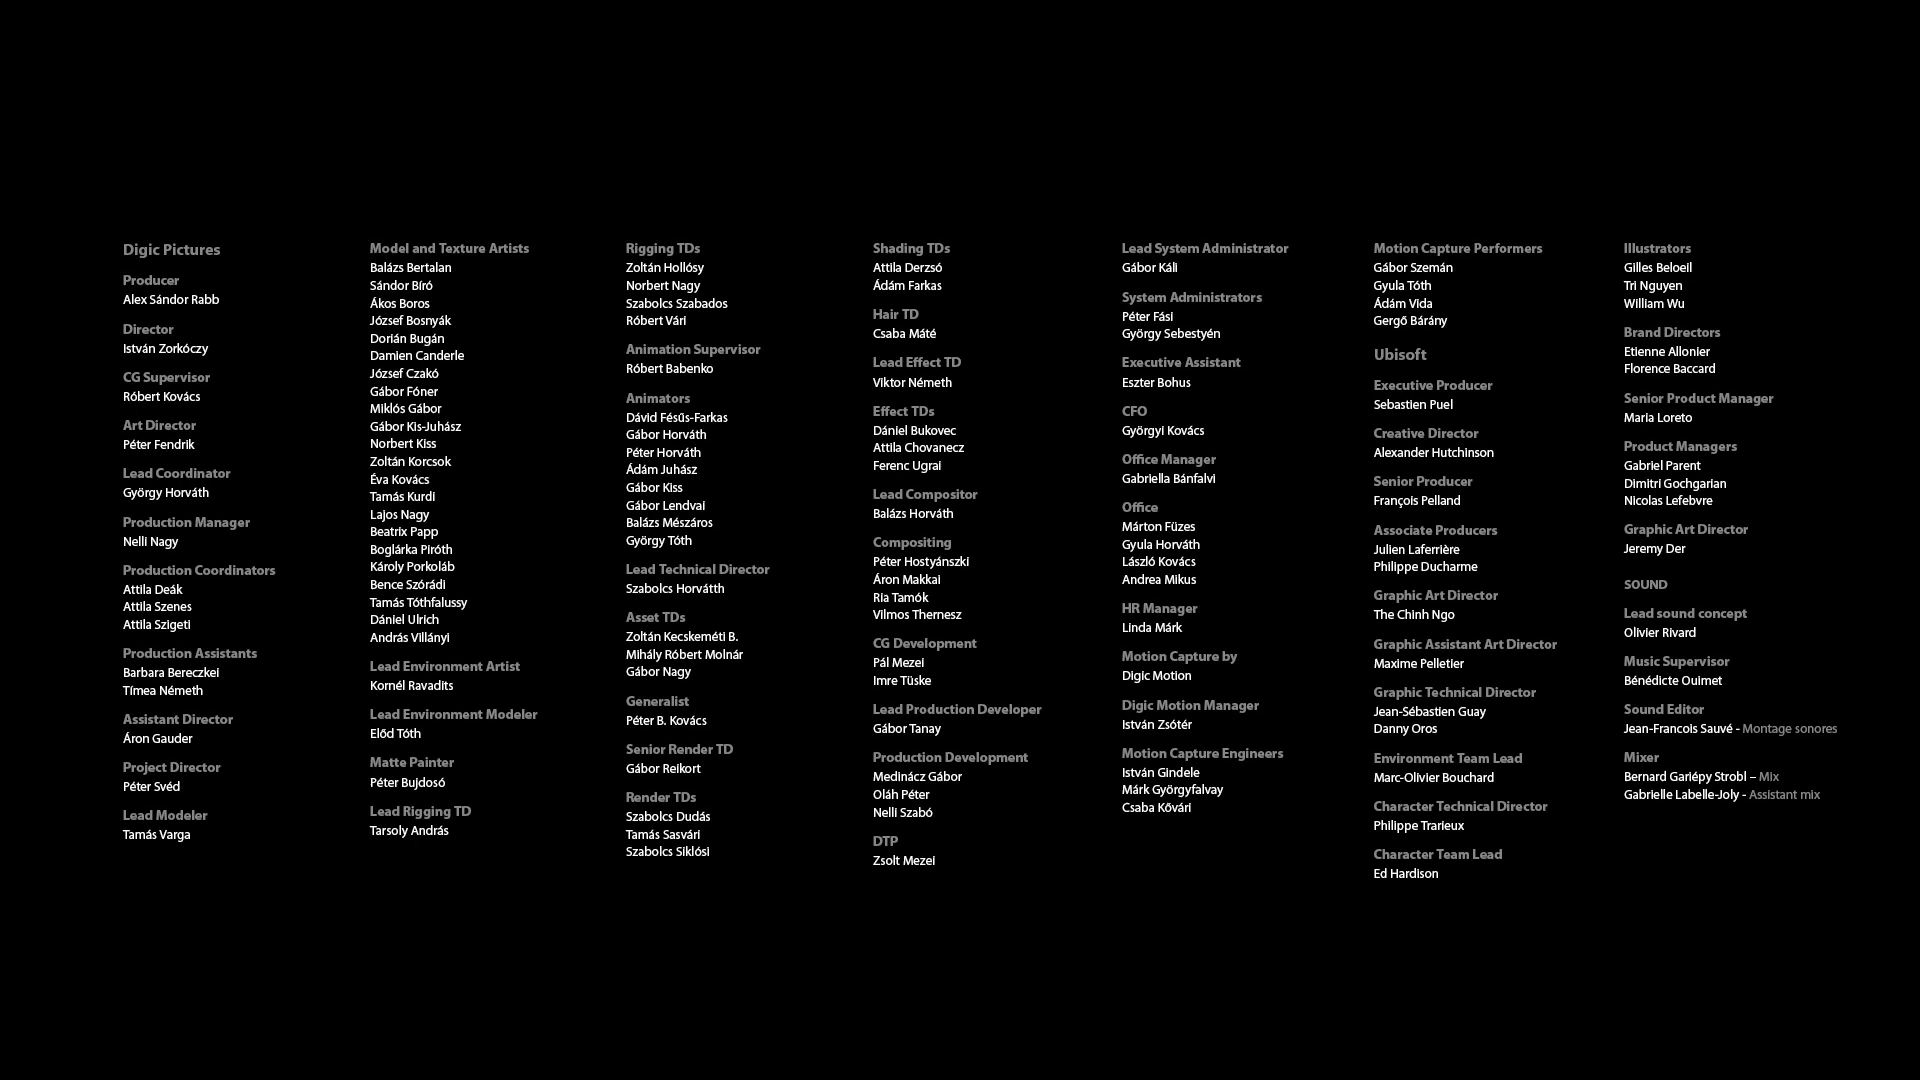 Digic Pictures
Producer
Alex Sándor Rabb
Director
István Zorkóczy
CG Supervisor
Róbert Kovács
Art Director
Péter Fendrik
Lead Coordinator
György Horváth
Production Manager
Nelli Nagy
Production Coordinators
Attila Deák
Attila Szenes
Attila Szigeti
Production Assistants
Barbara Bereczkei
Tímea Németh
Assistant Director
Áron Gauder
Project Director
Péter Svéd
Lead Modeler
Tamás Varga
Model and Texture Artists
Balázs Bertalan
Sándor Bíró
Ákos Boros
József Bosnyák
Dorián Bugán
Damien Canderle
József Czakó
Gábor Fóner
Miklós Gábor
Gábor Kis-Juhász
Norbert Kiss
Zoltán Korcsok
Éva Kovács
Tamás Kurdi
Lajos Nagy
Beatrix Papp
Boglárka Piróth
Károly Porkoláb
Bence Szórádi
Tamás Tóthfalussy
Dániel Ulrich
András Villányi
Lead Environment Artist
Kornél Ravadits
Lead Environment Modeler
Előd Tóth
Matte Painter
Péter Bujdosó
Lead Rigging TD
Tarsoly András
Rigging TDs
Zoltán Hollósy
Norbert Nagy
Szabolcs Szabados
Róbert Vári
Animation Supervisor
Róbert Babenko
Animators
Dávid Fésűs-Farkas
Gábor Horváth
Péter Horváth
Ádám Juhász
Gábor Kiss
Gábor Lendvai
Balázs Mészáros
György Tóth
Lead Technical Director
Szabolcs Horvátth
Asset TDs
Zoltán Kecskeméti B.
Mihály Róbert Molnár
Gábor Nagy
Generalist
Péter B. Kovács
Senior Render TD
Gábor Reikort
Render TDs
Szabolcs Dudás
Tamás Sasvári
Szabolcs Siklósi
Shading TDs
Attila Derzsó
Ádám Farkas
Hair TD
Csaba Máté
Lead Effect TD
Viktor Németh
Effect TDs
Dániel Bukovec
Attila Chovanecz
Ferenc Ugrai
Lead Compositor
Balázs Horváth
Compositing
Péter Hostyánszki
Áron Makkai
Ria Tamók
Vilmos Thernesz
CG Development
Pál Mezei
Imre Tüske
Lead Production Developer
Gábor Tanay
Production Development
Medinácz Gábor
Oláh Péter
Nelli Szabó
DTP
Zsolt Mezei
Lead System Administrator
Gábor Káli
System Administrators
Péter Fási
György Sebestyén
Executive Assistant
Eszter Bohus
CFO
Györgyi Kovács
Office Manager
Gabriella Bánfalvi
Office
Márton Füzes
Gyula Horváth
László Kovács
Andrea Mikus
HR Manager
Linda Márk
Motion Capture by
Digic Motion
Digic Motion Manager
István Zsótér
Motion Capture Engineers
István Gindele
Márk Györgyfalvay
Csaba Kővári
Motion Capture Performers
Gábor Szemán
Gyula Tóth
Ádám Vida
Gergő Bárány
Ubisoft
Executive Producer
Sebastien Puel
Creative Director
Alexander Hutchinson
Senior Producer
François Pelland
Associate Producers
Julien Laferrière
Philippe Ducharme
Graphic Art Director
The Chinh Ngo
Graphic Assistant Art Director
Maxime Pelletier
Graphic Technical Director
Jean-Sébastien Guay
Danny Oros
Environment Team Lead
Marc-Olivier Bouchard
Character Technical Director
Philippe Trarieux
Character Team Lead
Ed Hardison
Illustrators
Gilles Beloeil
Tri Nguyen
William Wu
Brand Directors
Etienne Allonier
Florence Baccard
Senior Product Manager
Maria Loreto
Product Managers
Gabriel Parent
Dimitri Gochgarian
Nicolas Lefebvre
Graphic Art Director
Jeremy Der
SOUND
Lead sound concept
Olivier Rivard
Music Supervisor
Bénédicte Ouimet
Sound Editor
Jean-Francois Sauvé - Montage sonores
Mixer
Bernard Gariépy Strobl – Mix
Gabrielle Labelle-Joly - Assistant mix